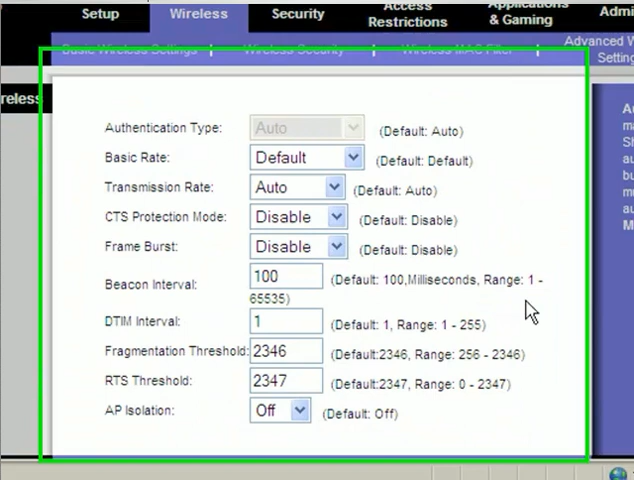 Setup Wireless Security Access Restrictions Applications & Gaming
Basic Wireless Settings Wireless Security Wireless MAC Filter Advanced W
Authentication Type: Auto (Default: Auto)
Basic Rate: Default (Default: Default)
Transmission Rate: Auto (Default: Auto)
CTS Protection Mode: Disable (Default: Disable)
Frame Burst: Disable (Default: Disable)
Beacon Interval: 100 (Default: 100,Milliseconds, Range: 1 -
65535)
DTIM Interval: 1 (Default: 1, Range: 1 - 255)
Fragmentation Threshold: 2346 (Default:2346, Range: 256 - 2346)
RTS Threshold: 2347 (Default:2347, Range: 0 - 2347)
AP Isolation: Off (Default: Off)